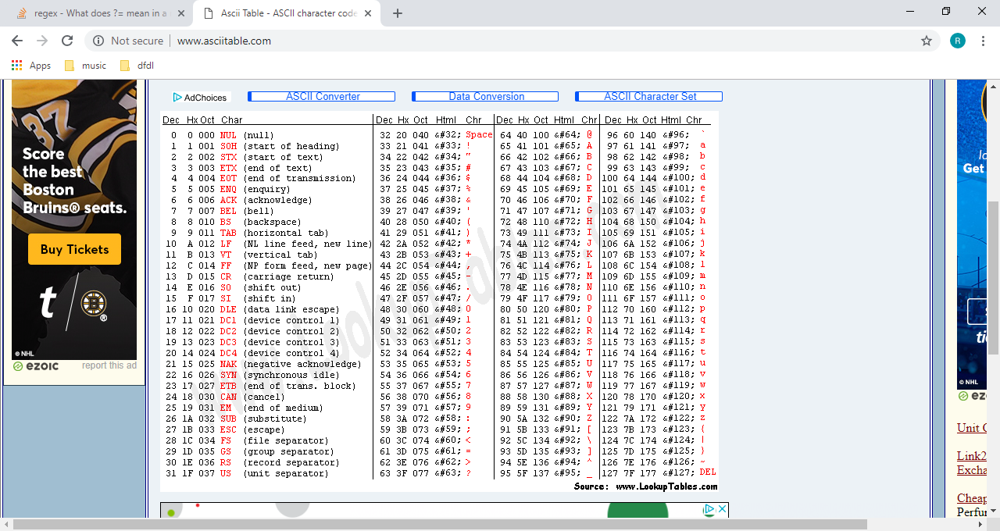 regex - What does ?= mean in a
Ascii Table - ASCII character code
Not secure
www.asciitable.com
R
Apps
music
dfdl
37
Score
the best
Boston
Bruins® seats.
Buy Tickets
t
B
®
© NHL
ezoic
report this ad
AdChoices
ASCII Converter
Data Conversion
ASCII Character Set
Dec Hx Oct Char Dec Hx Oct Html Chr Dec Hx Oct Html Chr Dec Hx Oct Html Chr
0 0 000 NUL (null) 32 20 040 &#32; Space 64 40 100 &#64; @ 96 60 140 &#96; `
1 1 001 SOH (start of heading) 33 21 041 &#33; ! 65 41 101 &#65; A 97 61 141 &#97; a
2 2 002 STX (start of text) 34 22 042 &#34; " 66 42 102 &#66; B 98 62 142 &#98; b
3 3 003 ETX (end of text) 35 23 043 &#35; # 67 43 103 &#67; C 99 63 143 &#99; c
4 4 004 EOT (end of transmission) 36 24 044 &#36; $ 68 44 104 &#68; D 100 64 144 &#100; d
5 5 005 ENQ (enquiry) 37 25 045 &#37; % 69 45 105 &#69; E 101 65 145 &#101; e
6 6 006 ACK (acknowledge) 38 26 046 &#38; & 70 46 106 &#70; F 102 66 146 &#102; f
7 7 007 BEL (bell) 39 27 047 &#39; ' 71 47 107 &#71; G 103 67 147 &#103; g
8 8 010 BS (backspace) 40 28 050 &#40; ( 72 48 110 &#72; H 104 68 150 &#104; h
9 9 011 TAB (horizontal tab) 41 29 051 &#41; ) 73 49 111 &#73; I 105 69 151 &#105; i
10 A 012 LF (NL line feed, new line) 42 2A 052 &#42; * 74 4A 112 &#74; J 106 6A 152 &#106; j
11 B 013 VT (vertical tab) 43 2B 053 &#43; + 75 4B 113 &#75; K 107 6B 153 &#107; k
12 C 014 FF (NP form feed, new page) 44 2C 054 &#44; , 76 4C 114 &#76; L 108 6C 154 &#108; l
13 D 015 CR (carriage return) 45 2D 055 &#45; - 77 4D 115 &#77; M 109 6D 155 &#109; m
14 E 016 SO (shift out) 46 2E 056 &#46; . 78 4E 116 &#78; N 110 6E 156 &#110; n
15 F 017 SI (shift in) 47 2F 057 &#47; / 79 4F 117 &#79; O 111 6F 157 &#111; o
16 10 020 DLE (data link escape) 48 30 060 &#48; 0 80 50 120 &#80; P 112 70 160 &#112; p
17 11 021 DC1 (device control 1) 49 31 061 &#49; 1 81 51 121 &#81; Q 113 71 161 &#113; q
18 12 022 DC2 (device control 2) 50 32 062 &#50; 2 82 52 122 &#82; R 114 72 162 &#114; r
19 13 023 DC3 (device control 3) 51 33 063 &#51; 3 83 53 123 &#83; S 115 73 163 &#115; s
20 14 024 DC4 (device control 4) 52 34 064 &#52; 4 84 54 124 &#84; T 116 74 164 &#116; t
21 15 025 NAK (negative acknowledge) 53 35 065 &#53; 5 85 55 125 &#85; U 117 75 165 &#117; u
22 16 026 SYN (synchronous idle) 54 36 066 &#54; 6 86 56 126 &#86; V 118 76 166 &#118; v
23 17 027 ETB (end of trans. block) 55 37 067 &#55; 7 87 57 127 &#87; W 119 77 167 &#119; w
24 18 030 CAN (cancel) 56 38 070 &#56; 8 88 58 130 &#88; X 120 78 170 &#120; x
25 19 031 EM (end of medium) 57 39 071 &#57; 9 89 59 131 &#89; Y 121 79 171 &#121; y
26 1A 032 SUB (substitute) 58 3A 072 &#58; : 90 5A 132 &#90; Z 122 7A 172 &#122; z
27 1B 033 ESC (escape) 59 3B 073 &#59; ; 91 5B 133 &#91; [ 123 7B 173 &#123; {
28 1C 034 FS (file separator) 60 3C 074 &#60; < 92 5C 134 &#92; \ 124 7C 174 &#124; |
29 1D 035 GS (group separator) 61 3D 075 &#61; = 93 5D 135 &#93; ] 125 7D 175 &#125; }
30 1E 036 RS (record separator) 62 3E 076 &#62; > 94 5E 136 &#94; ^ 126 7E 176 &#126; ~
31 1F 037 US (unit separator) 63 3F 077 &#63; ? 95 5F 137 &#95; _ 127 7F 177 &#127; DEL
www.LookupTables.com
Source: www.LookupTables.com
Get
© NHL
ez
Unit C
Link2
Excha
Cheap
Perfu